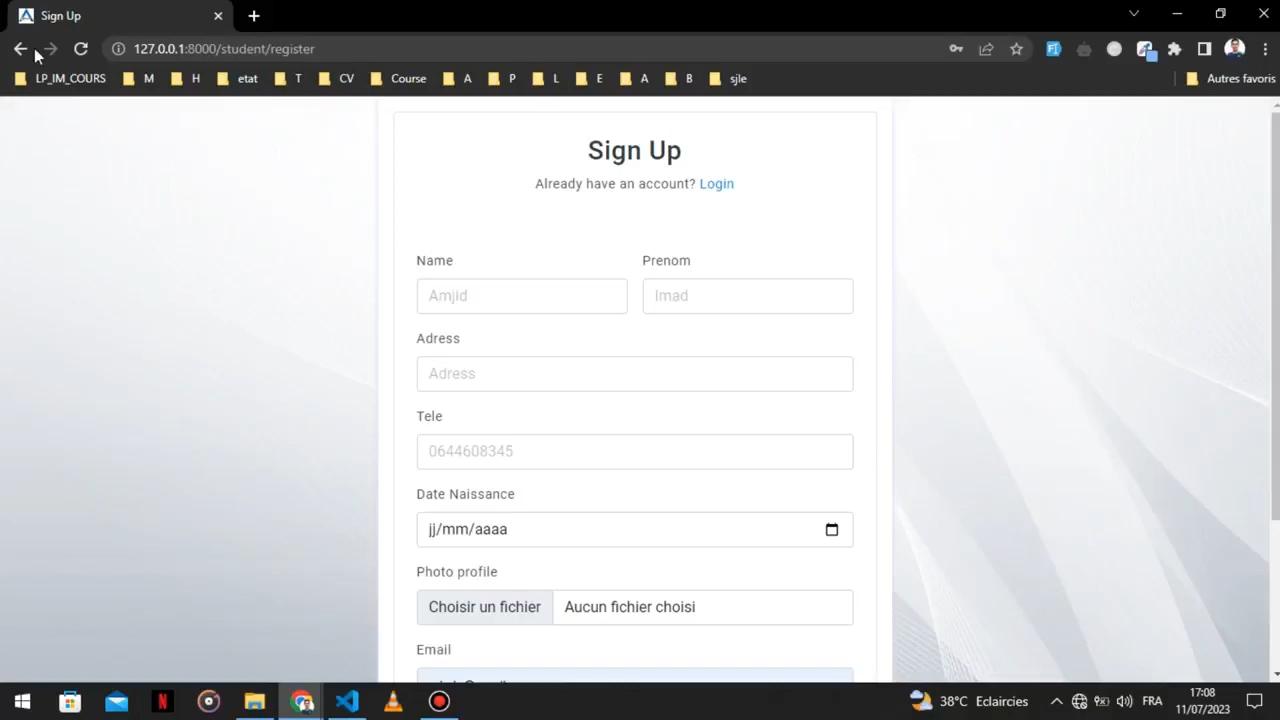 Sign Up
127.0.0.1:8000/student/register
LP_IM_COURS M H etat T CV Course A P L E A B sjle Autres favoris
Sign Up
Already have an account? Login
Name Prenom
Amjid Imad
Adress
Adress
Tele
0644608345
Date Naissance
jj/mm/aaaa
Photo profile
Choisir un fichier Aucun fichier choisi
Email
38°C Eclaircies FRA 17:08
11/07/2023